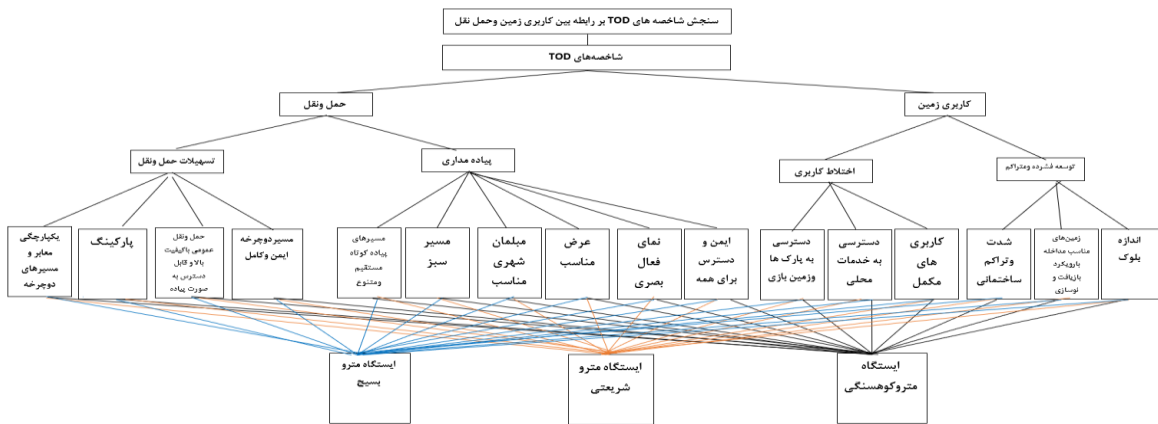 سنجش شاخصه های TOD بر رابطه بین کاربری زمین وحمل نقل
شاخصه‌های TOD
کاربری زمین
حمل ونقل
توسعه فشرده ومتراکم
اختلاط کاربری
پیاده مداری
تسهیلات حمل ونقل
اندازه
بلوک
زمین‌های
مناسب مداخله
بارویکرد
بازیافت و
نوسازی
شدت
وتراکم
ساختمانی
کاربری
های
مکمل
دسترسی
به خدمات
محلی
دسترسی
به پارک ها
وزمین بازی
ایمن و
دسترس
برای همه
نمای
فعال
بصری
عرض
مناسب
مبلمان
شهری
مناسب
مسیر
سبز
مسیرهای
پیاده کوتاه
مستقیم
ومتنوع
مسیردوچرخه
ایمن وکامل
حمل ونقل
عمومی باکیفیت
بالا و قابل
دسترس به
صورت پیاده
پارکینگ
یکپارچگی
معابر و
مسیرهای
دوچرخه
ایستگاه
متروکوهسنگی
ایستگاه مترو
شریعتی
ایستگاه مترو
بسیج